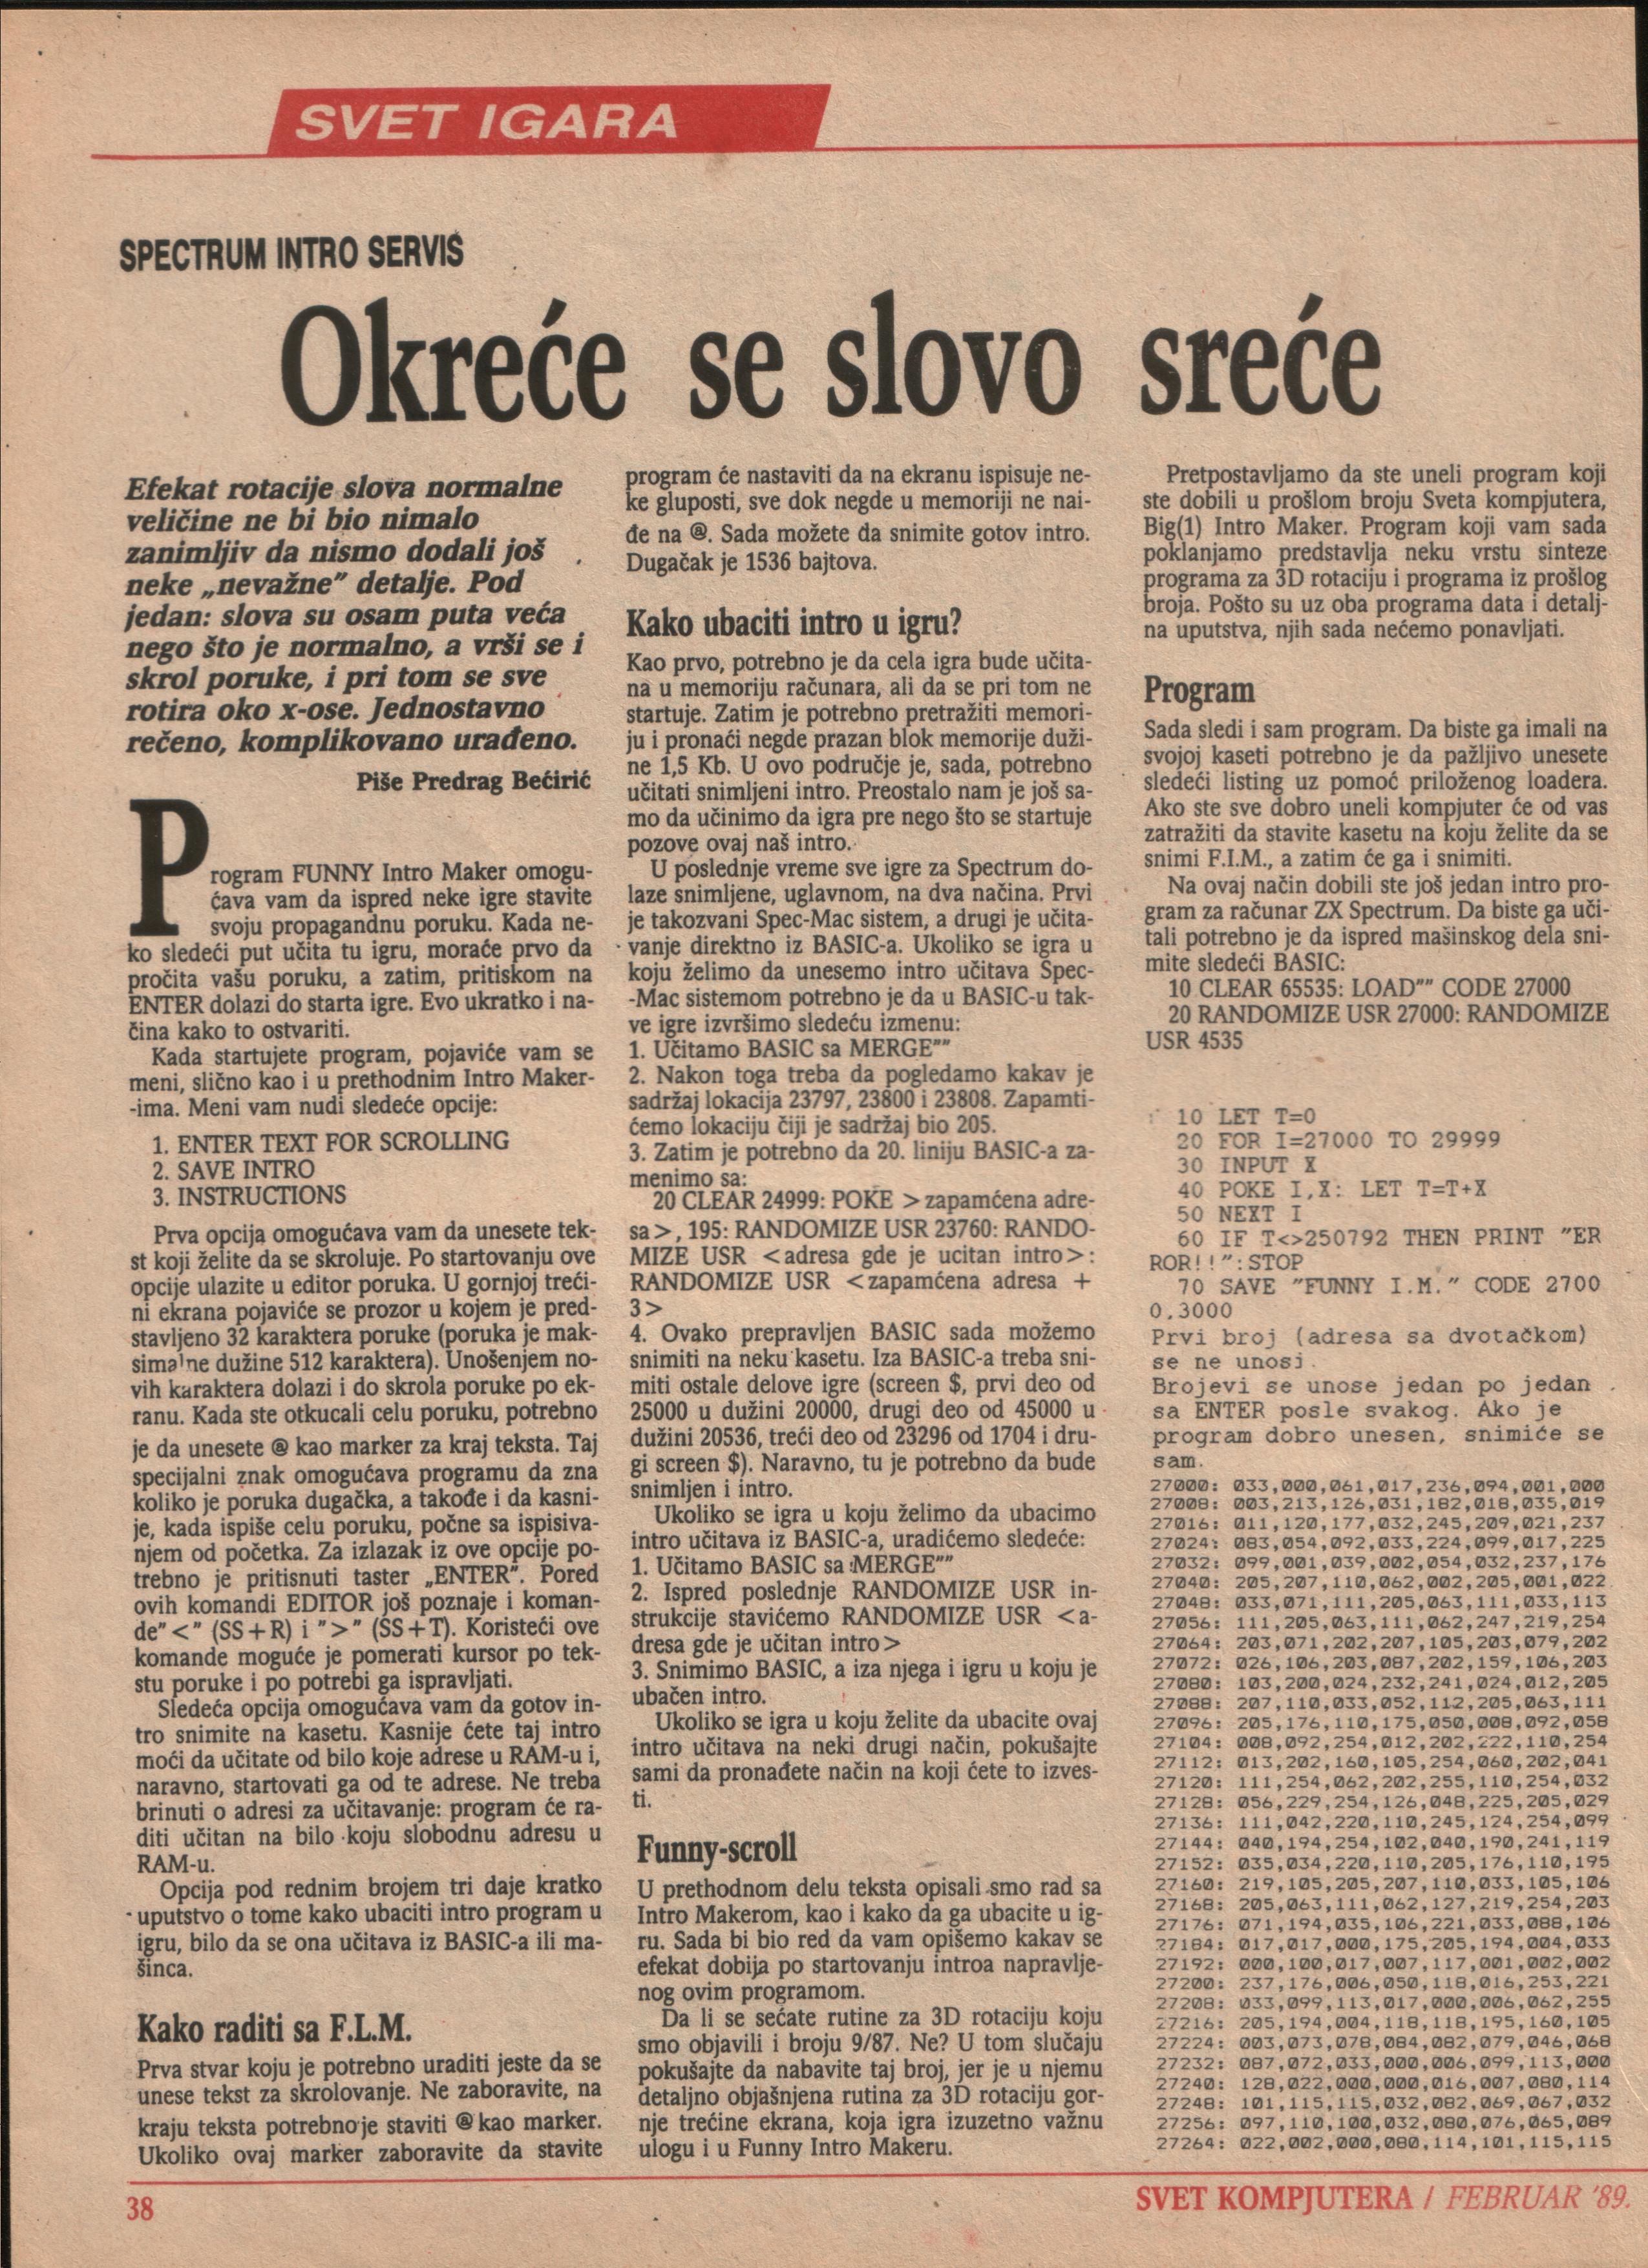 SVET IGARA
SPECTRUM INTRO SERVIS
Okreće se slovo sreće
Efekat rotacije slova normalne
veličine ne bi bio nimalo
zanimljiv da nismo dodali još
neke „nevažne” detalje. Pod
jedan: slova su osam puta veća
nego što je normalno, a vrši se i
skrol poruke, i pri tom se sve
rotira oko x-ose. Jednostavno
rečeno, komplikovano urađeno.
Piše Predrag Bećirić
Program FUNNY Intro Maker omogu-
ćava vam da ispred neke igre stavite
svoju propagandnu poruku. Kada ne-
ko sledeći put učita tu igru, moraće prvo da
pročita vašu poruku, a zatim, pritiskom na
ENTER dolazi do starta igre. Evo ukratko i na-
čina kako to ostvariti.
Kada startujete program, pojaviće vam se
meni, slično kao i u prethodnim Intro Maker-
-ima. Meni vam nudi sledeće opcije:
1. ENTER TEXT FOR SCROLLING
2. SAVE INTRO
3. INSTRUCTIONS
Prva opcija omogućava vam da unesete tek-
st koji želite da se skroluje. Po startovanju ove
opcije ulazite u editor poruka. U gornjoj treći-
ni ekrana pojaviće se prozor u kojem je pred-
stavljeno 32 karaktera poruke (poruka je mak-
simalne dužine 512 karaktera). Unošenjem no-
vih karaktera dolazi i do skrola poruke po ek-
ranu. Kada ste otkucali celu poruku, potrebno
je da unesete @ kao marker za kraj teksta. Taj
specijalni znak omogućava programu da zna
koliko je poruka dugačka, a takođe i da kasni-
je, kada ispiše celu poruku, počne sa ispisiva-
njem od početka. Za izlazak iz ove opcije po-
trebno je pritisnuti taster „ENTER”. Pored
ovih komandi EDITOR još poznaje i koman-
de”<” (SS+R) i ”>” (SS+T). Koristeći ove
komande moguće je pomerati kursor po tek-
stu poruke i po potrebi ga ispravljati.
Sledeća opcija omogućava vam da gotov in-
tro snimite na kasetu. Kasnije ćete taj intro
moći da učitate od bilo koje adrese u RAM-u i,
naravno, startovati ga od te adrese. Ne treba
brinuti o adresi za učitavanje: program će ra-
diti učitan na bilo koju slobodnu adresu u
RAM-u.
Opcija pod rednim brojem tri daje kratko
uputstvo o tome kako ubaciti intro program u
igru, bilo da se ona učitava iz BASIC-a ili ma-
šinca.
Kako raditi sa F.L.M.
Prva stvar koju je potrebno uraditi jeste da se
unese tekst za skrolovanje. Ne zaboravite, na
kraju teksta potrebno je staviti @ kao marker.
Ukoliko ovaj marker zaboravite da stavite
program će nastaviti da na ekranu ispisuje ne-
ke gluposti, sve dok negde u memoriji ne nai-
đe na @. Sada možete da snimite gotov intro.
Dugačak je 1536 bajtova.
Kako ubaciti intro u igru?
Kao prvo, potrebno je da cela igra bude učita-
na u memoriju računara, ali da se pri tom ne
startuje. Zatim je potrebno pretražiti memori-
ju i pronaći negde prazan blok memorije duži-
ne 1,5 Kb. U ovo područje je, sada, potrebno
učitati snimljeni intro. Preostalo nam je još sa-
mo da učinimo da igra pre nego što se startuje
pozove ovaj naš intro.
U poslednje vreme sve igre za Spectrum do-
laze snimljene, uglavnom, na dva načina. Prvi
je takozvani Spec-Mac sistem, a drugi je učita-
vanje direktno iz BASIC-a. Ukoliko se igra u
koju želimo da unesemo intro učitava Spec-
-Mac sistemom potrebno je da u BASIC-u tak-
ve igre izvršimo sledeću izmenu:
1. Učitamo BASIC sa MERGE””
2. Nakon toga treba da pogledamo kakav je
sadržaj lokacija 23797, 23800 i 23808. Zapamti-
ćemo lokaciju čiji je sadržaj bio 205.
3. Zatim je potrebno da 20. liniju BASIC-a za-
menimo sa:
20 CLEAR 24999: POKE >zapamćena adre-
sa>, 195: RANDOMIZE USR 23760: RANDO-
MIZE USR <adresa gde je ucitan intro>:
RANDOMIZE USR <zapamćena adresa +
3>
4. Ovako prepravljen BASIC sada možemo
snimiti na neku kasetu. Iza BASIC-a treba sni-
miti ostale delove igre (screen $, prvi deo od
25000 u dužini 20000, drugi deo od 45000 u
dužini 20536, treći deo od 23296 od 1704 i dru-
gi screen $). Naravno, tu je potrebno da bude
snimljen i intro.
Ukoliko se igra u koju želimo da ubacimo
intro učitava iz BASIC-a, uradićemo sledeće:
1. Učitamo BASIC sa MERGE””
2. Ispred poslednje RANDOMIZE USR in-
strukcije stavićemo RANDOMIZE USR <a-
dresa gde je učitan intro>
3. Snimimo BASIC, a iza njega i igru u koju je
ubačen intro.
Ukoliko se igra u koju želite da ubacite ovaj
intro učitava na neki drugi način, pokušajte
sami da pronađete način na koji ćete to izves-
ti.
Funny-scroll
U prethodnom delu teksta opisali smo rad sa
Intro Makerom, kao i kako da ga ubacite u ig-
ru. Sada bi bio red da vam opišemo kakav se
efekat dobija po startovanju introa napravlje-
nog ovim programom.
Da li se sećate rutine za 3D rotaciju koju
smo objavili i broju 9/87. Ne? U tom slučaju
pokušajte da nabavite taj broj, jer je u njemu
detaljno objašnjena rutina za 3D rotaciju gor-
nje trećine ekrana, koja igra izuzetno važnu
ulogu i u Funny Intro Makeru.
Pretpostavljamo da ste uneli program koji
ste dobili u prošlom broju Sveta kompjutera,
Big(1) Intro Maker. Program koji vam sada
poklanjamo predstavlja neku vrstu sinteze
programa za 3D rotaciju i programa iz prošlog
broja. Pošto su uz oba programa data i detalj-
na uputstva, njih sada nećemo ponavljati.
Program
Sada sledi i sam program. Da biste ga imali na
svojoj kaseti potrebno je da pažljivo unesete
sledeći listing uz pomoć priloženog loadera.
Ako ste sve dobro uneli kompjuter će od vas
zatražiti da stavite kasetu na koju želite da se
snimi F.I.M., a zatim će ga i snimiti.
Na ovaj način dobili ste još jedan intro pro-
gram za računar ZX Spectrum. Da biste ga uči-
tali potrebno je da ispred mašinskog dela sni-
mite sledeći BASIC:
10 CLEAR 65535: LOAD”” CODE 27000
20 RANDOMIZE USR 27000: RANDOMIZE
USR 4535
10 LET T=0
20 FOR I=27000 TO 29999
30 INPUT X
40 POKE I,X: LET T=T+X
50 NEXT I
60 IF T<>250792 THEN PRINT ”ER
ROR!!”:STOP
70 SAVE ”FUNNY I.M.” CODE 2700
0,3000
Prvi broj (adresa sa dvotačkom)
se ne unosi.
Brojevi se unose jedan po jedan
sa ENTER posle svakog. Ako je
program dobro unesen, snimiće se
sam.
27000: 033,000,061,017,236,094,001,000
27008: 003,213,126,031,182,018,035,019
27016: 011,120,177,032,245,209,021,237
27024: 083,054,092,033,224,099,017,225
27032: 099,001,039,002,054,032,237,176
27040: 205,207,110,062,002,205,001,022
27048: 033,071,111,205,063,111,033,113
27056: 111,205,063,111,062,247,219,254
27064: 203,071,202,207,105,203,079,202
27072: 026,106,203,087,202,159,106,203
27080: 103,200,024,232,241,024,012,205
27088: 207,110,033,052,112,205,063,111
27096: 205,176,110,175,050,008,092,058
27104: 008,092,254,012,202,222,110,254
27112: 013,202,160,105,254,060,202,041
27120: 111,254,062,202,255,110,254,032
27128: 056,229,254,126,048,225,205,029
27136: 111,042,220,110,245,124,254,099
27144: 040,194,254,102,040,190,241,119
27152: 035,034,220,110,205,176,110,195
27160: 219,105,205,207,110,033,105,106
27168: 205,063,111,062,127,219,254,203
27176: 071,194,035,106,221,033,088,106
27184: 017,017,000,175,205,194,004,033
27192: 000,100,017,007,117,001,002,002
27200: 237,176,006,050,118,016,253,221
27208: 033,099,113,017,000,006,062,255
27216: 205,194,004,118,118,195,160,105
27224: 003,073,078,084,082,079,046,068
27232: 087,072,033,000,006,099,113,000
27240: 128,022,000,000,016,007,080,114
27248: 101,115,115,032,082,069,067,032
27256: 097,110,100,032,080,076,065,089
27264: 022,002,000,080,114,101,115,115
38
SVET KOMPJUTERA / FEBRUAR '89.